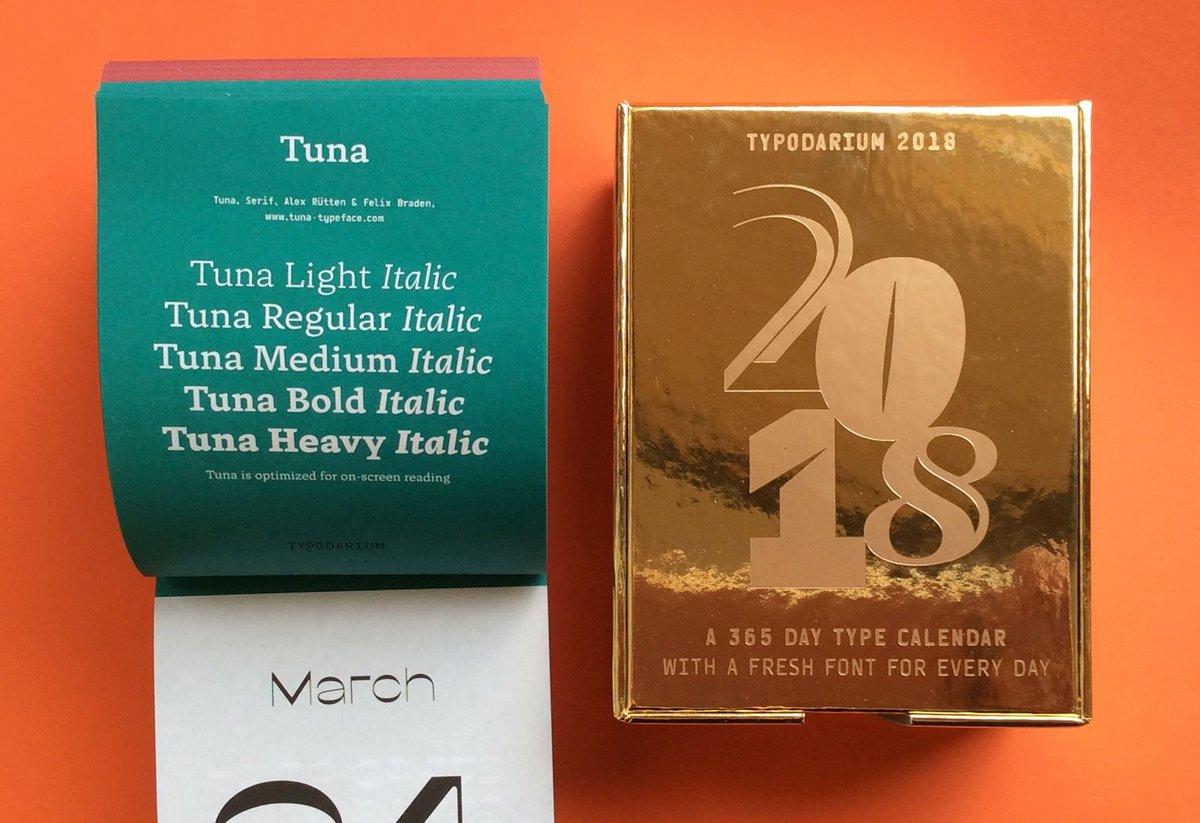 Tuna
Tuna, Serif, Alex Rütten & Felix Braden,
www.tuna-typeface.com
Tuna Light Italic
Tuna Regular Italic
Tuna Medium Italic
Tuna Bold Italic
Tuna Heavy Italic
Tuna is optimized for on-screen reading
TYPODARIUM
March
TYPODARIUM 2018
2018
A 365 DAY TYPE CALENDAR
WITH A FRESH FONT FOR EVERY DAY